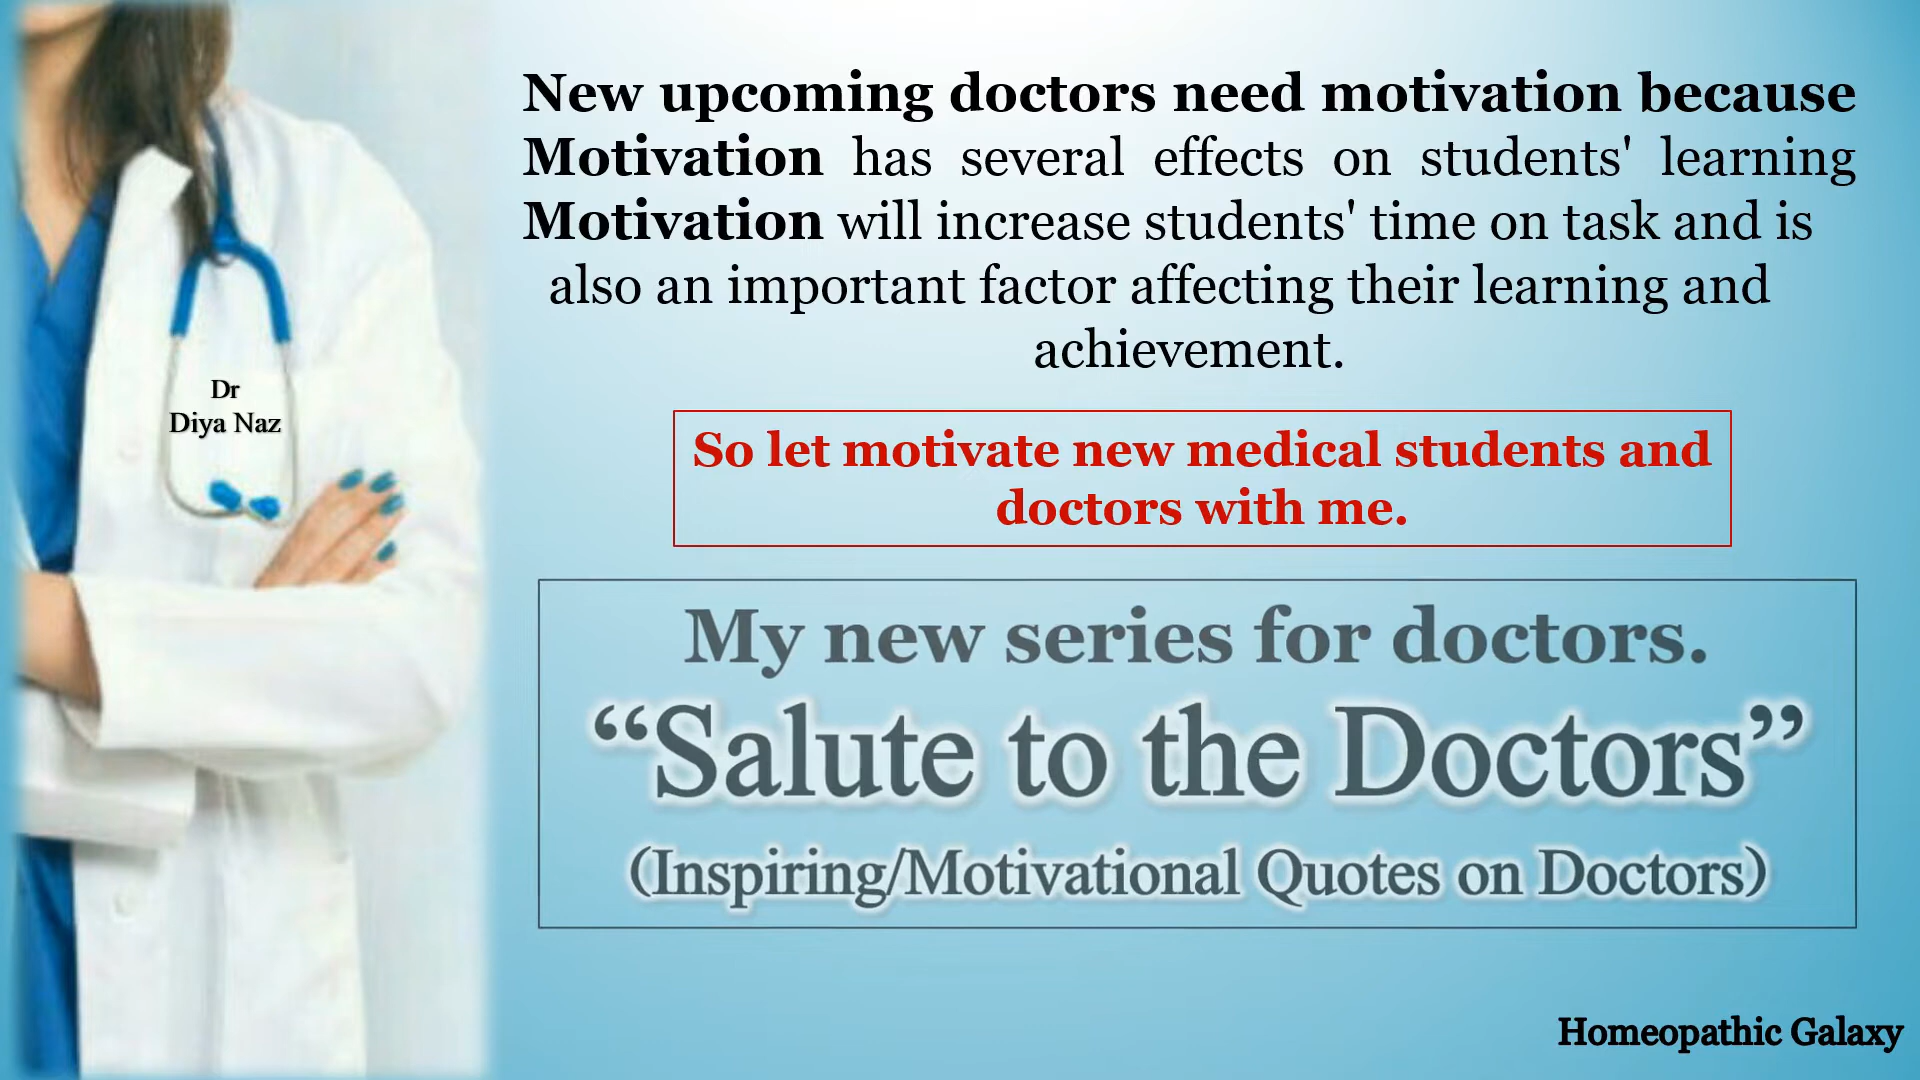 New upcoming doctors need motivation because
Motivation has several effects on students' learning
Motivation will increase students' time on task and is
also an important factor affecting their learning and
achievement.
Dr
Diya Naz
So let motivate new medical students and
doctors with me.
My new series for doctors.
“Salute to the Doctors”
(Inspiring/Motivational Quotes on Doctors)
Homeopathic Galaxy